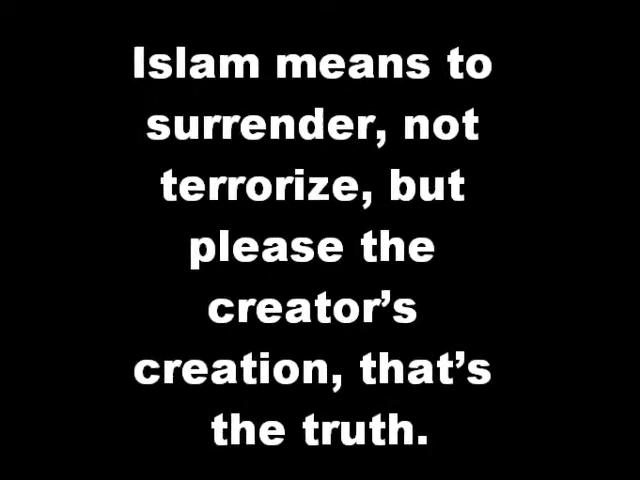 Islam means to
surrender, not
terrorize, but
please the
creator’s
creation, that’s
the truth.